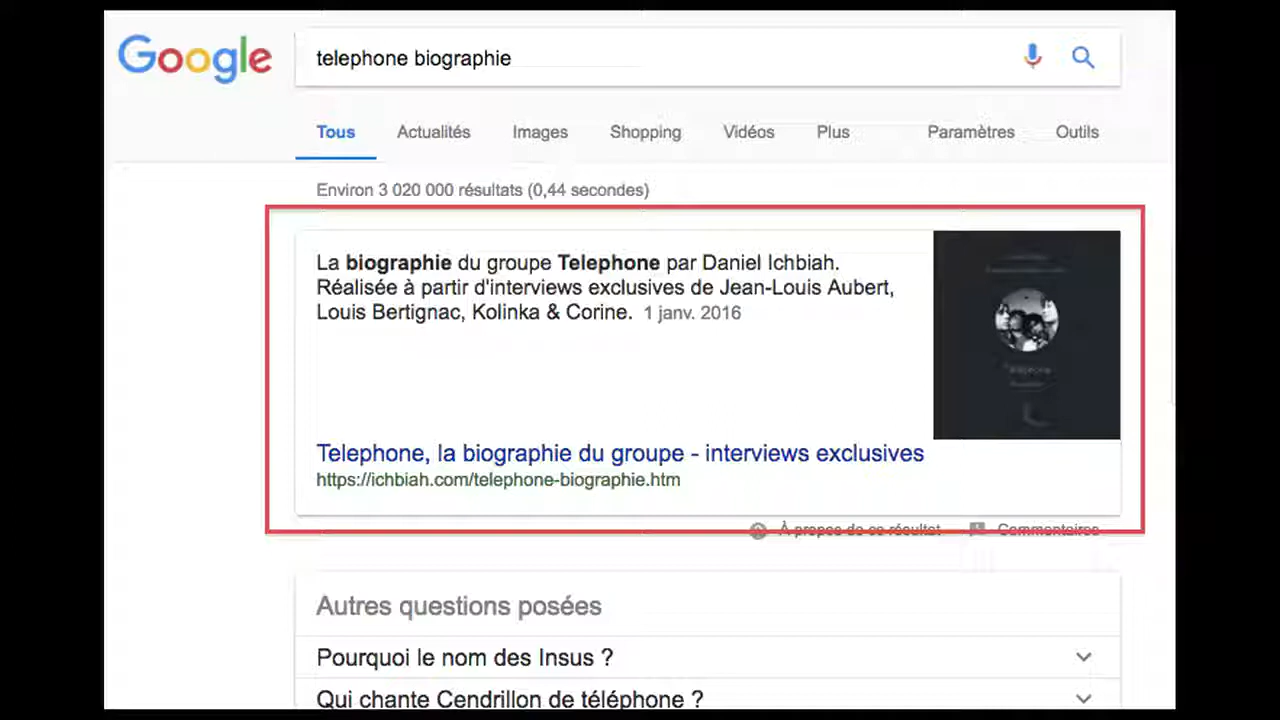 Google
telephone biographie
Tous Actualités Images Shopping Vidéos Plus Paramètres Outils
Environ 3 020 000 résultats (0,44 secondes)
La biographie du groupe Telephone par Daniel Ichbiah.
Réalisée à partir d'interviews exclusives de Jean-Louis Aubert,
Louis Bertignac, Kolinka & Corine. 1 janv. 2016
Telephone, la biographie du groupe - interviews exclusives
https://ichbiah.com/telephone-biographie.htm
À propos de ce résultat Commentaires
Autres questions posées
Pourquoi le nom des Insus ?
Qui chante Cendrillon de téléphone ?